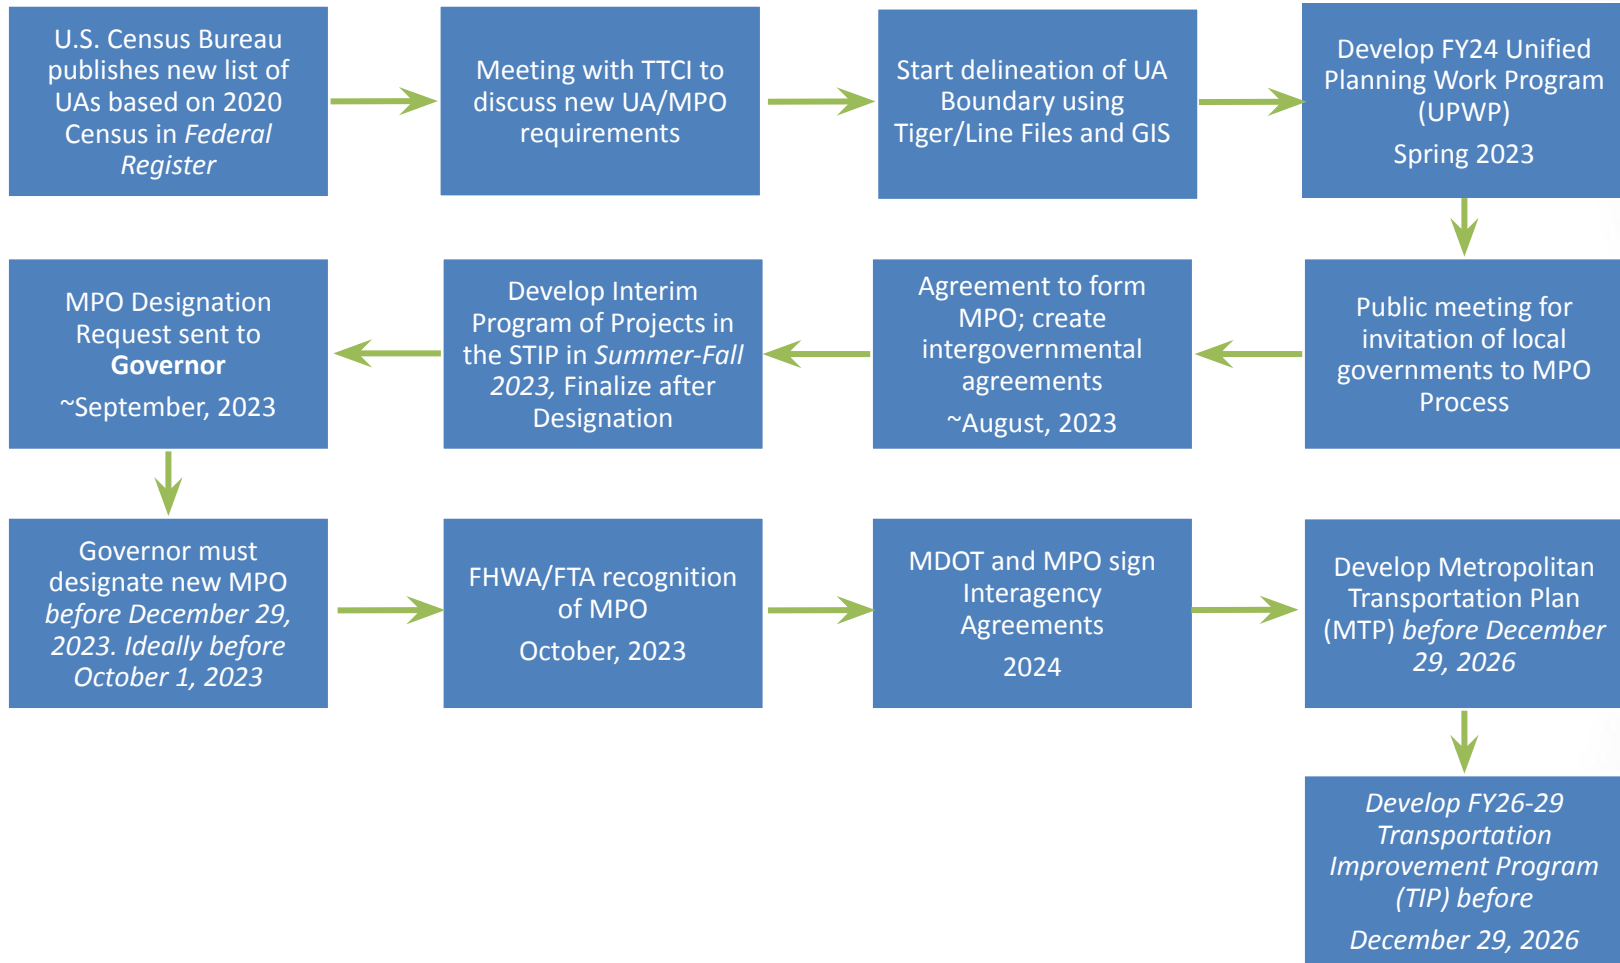 U.S. Census Bureau
publishes new list of
UAs based on 2020
Census in Federal
Register
Meeting with TTCI to
discuss new UA/MPO
requirements
Start delineation of UA
Boundary using
Tiger/Line Files and GIS
Develop FY24 Unified
Planning Work Program
(UPWP)
Spring 2023
Public meeting for
invitation of local
governments to MPO
Process
Agreement to form
MPO; create
intergovernmental
agreements
~August, 2023
Develop Interim
Program of Projects in
the STIP in Summer-Fall
2023, Finalize after
Designation
MPO Designation
Request sent to
Governor
~September, 2023
Governor must
designate new MPO
before December 29,
2023. Ideally before
October 1, 2023
FHWA/FTA recognition
of MPO
October, 2023
MDOT and MPO sign
Interagency
Agreements
2024
Develop Metropolitan
Transportation Plan
(MTP) before December
29, 2026
Develop FY26-29
Transportation
Improvement Program
(TIP) before
December 29, 2026